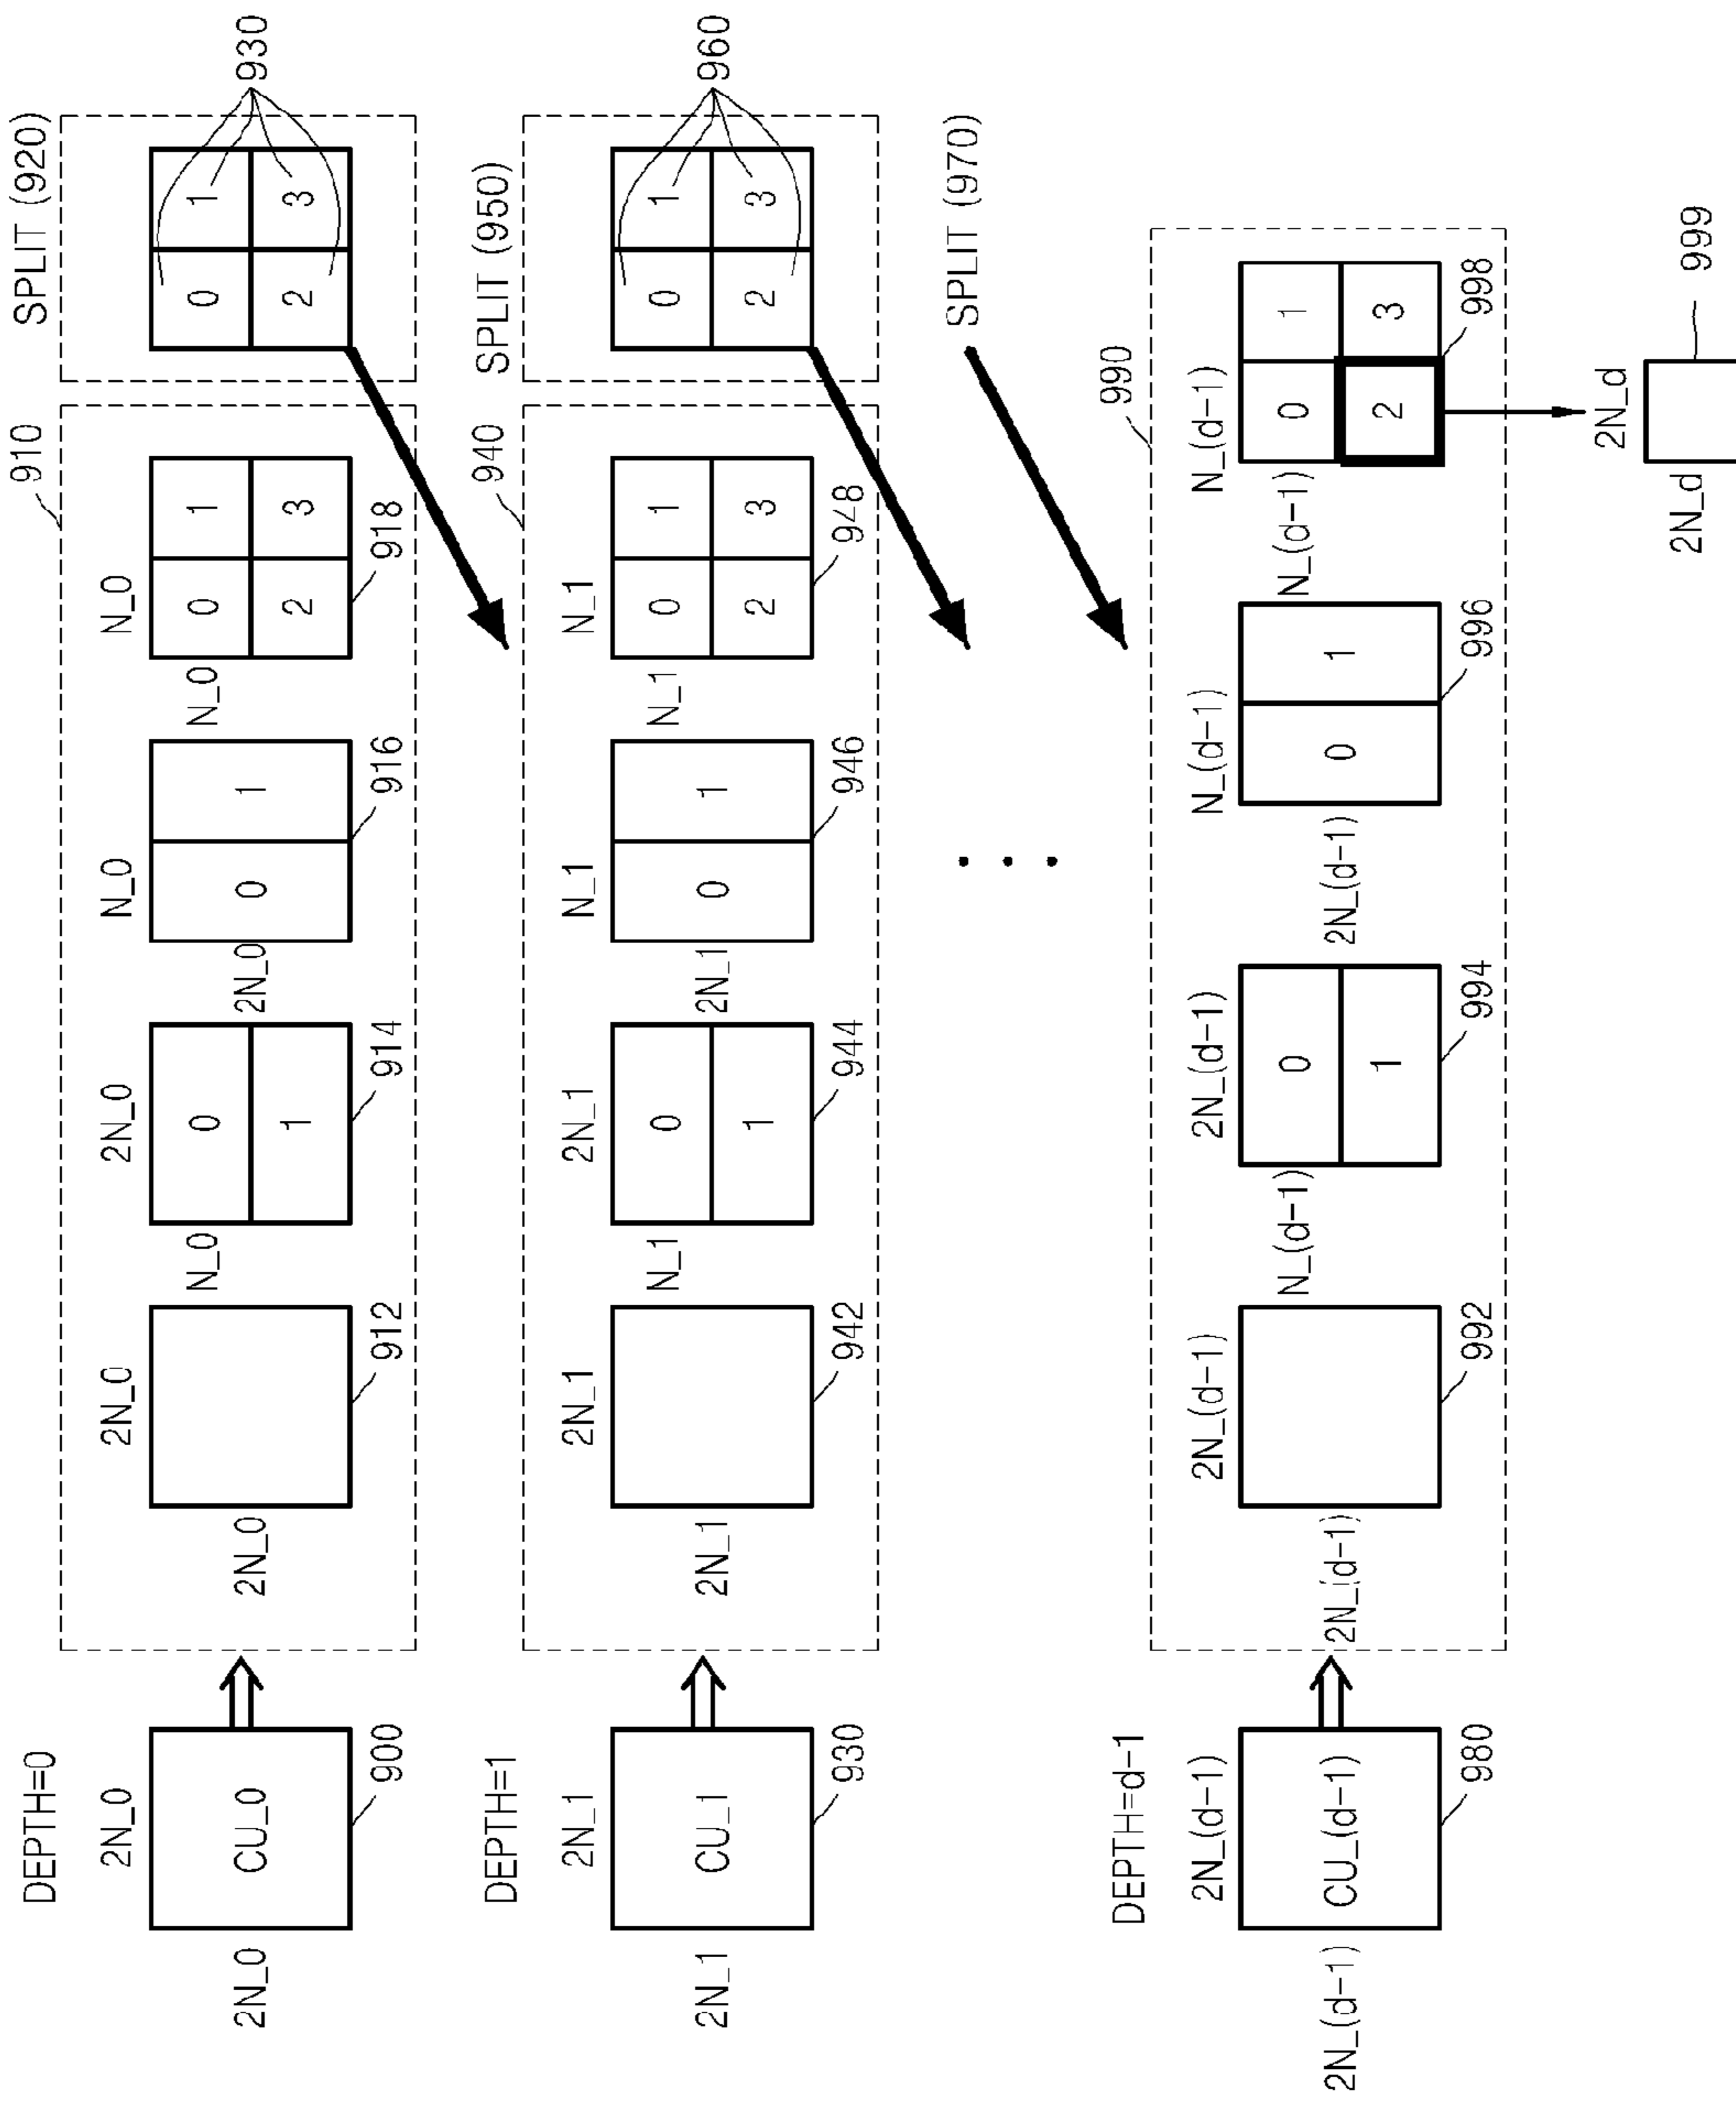 DEPTH=0
2N_0
2N_0
CU_0
900
910
2N_0
2N_0
912
2N_0
N_0
0
1
914
N_0
2N_0
0
1
916
N_0
N_0
0
1
2
3
918
SPLIT (920)
0
1
2
3
930
DEPTH=1
2N_1
2N_1
CU_1
930
940
2N_1
2N_1
942
2N_1
N_1
0
1
944
N_1
2N_1
0
1
946
N_1
N_1
0
1
2
3
948
SPLIT (950)
0
1
2
3
960
SPLIT (970)
DEPTH=d-1
2N_(d-1)
2N_(d-1)
CU_(d-1)
980
990
2N_(d-1)
2N_(d-1)
992
2N_(d-1)
N_(d-1)
0
1
994
N_(d-1)
2N_(d-1)
0
1
996
N_(d-1)
N_(d-1)
0
1
2
3
998
2N_d
2N_d
999